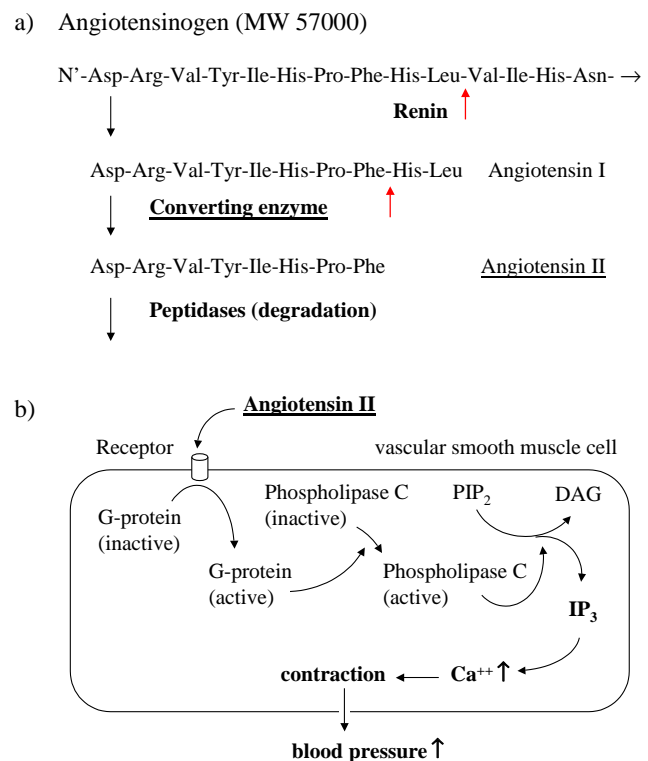 a) Angiotensinogen (MW 57000)
N’-Asp-Arg-Val-Tyr-Ile-His-Pro-Phe-His-Leu-Val-Ile-His-Asn- →
Renin
Asp-Arg-Val-Tyr-Ile-His-Pro-Phe-His-Leu Angiotensin I
Converting enzyme
Asp-Arg-Val-Tyr-Ile-His-Pro-Phe Angiotensin II
Peptidases (degradation)
b)
Angiotensin II
Receptor vascular smooth muscle cell
Phospholipase C
(inactive)
PIP2 DAG
G-protein
(inactive)
G-protein
(active)
Phospholipase C
(active)
IP3
contraction Ca++ ↑
blood pressure ↑